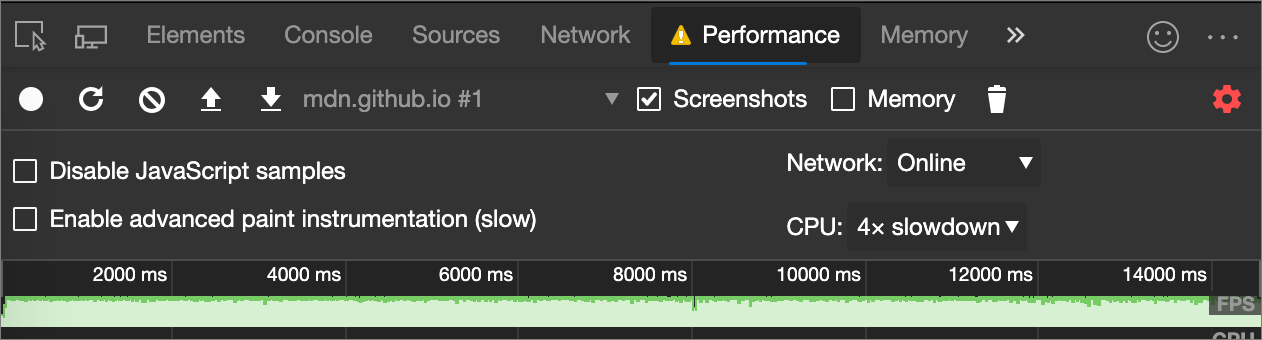 Elements Console Sources Network Performance Memory
mdn.github.io #1 Screenshots Memory
Disable JavaScript samples
Network: Online
Enable advanced paint instrumentation (slow)
CPU: 4× slowdown
2000 ms 4000 ms 6000 ms 8000 ms 10000 ms 12000 ms 14000 ms
FPS
CPU